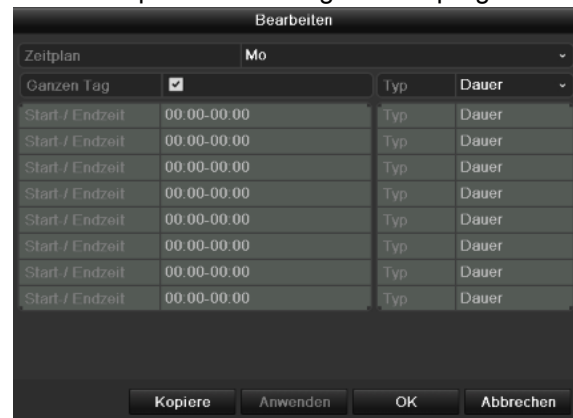 Bearbeiten
Zeitplan Mo
Ganzen Tag Typ Dauer
Start-/ Endzeit 00:00-00:00 Typ Dauer
Start-/ Endzeit 00:00-00:00 Typ Dauer
Start-/ Endzeit 00:00-00:00 Typ Dauer
Start-/ Endzeit 00:00-00:00 Typ Dauer
Start-/ Endzeit 00:00-00:00 Typ Dauer
Start-/ Endzeit 00:00-00:00 Typ Dauer
Start-/ Endzeit 00:00-00:00 Typ Dauer
Start-/ Endzeit 00:00-00:00 Typ Dauer
Kopiere Anwenden OK Abbrechen